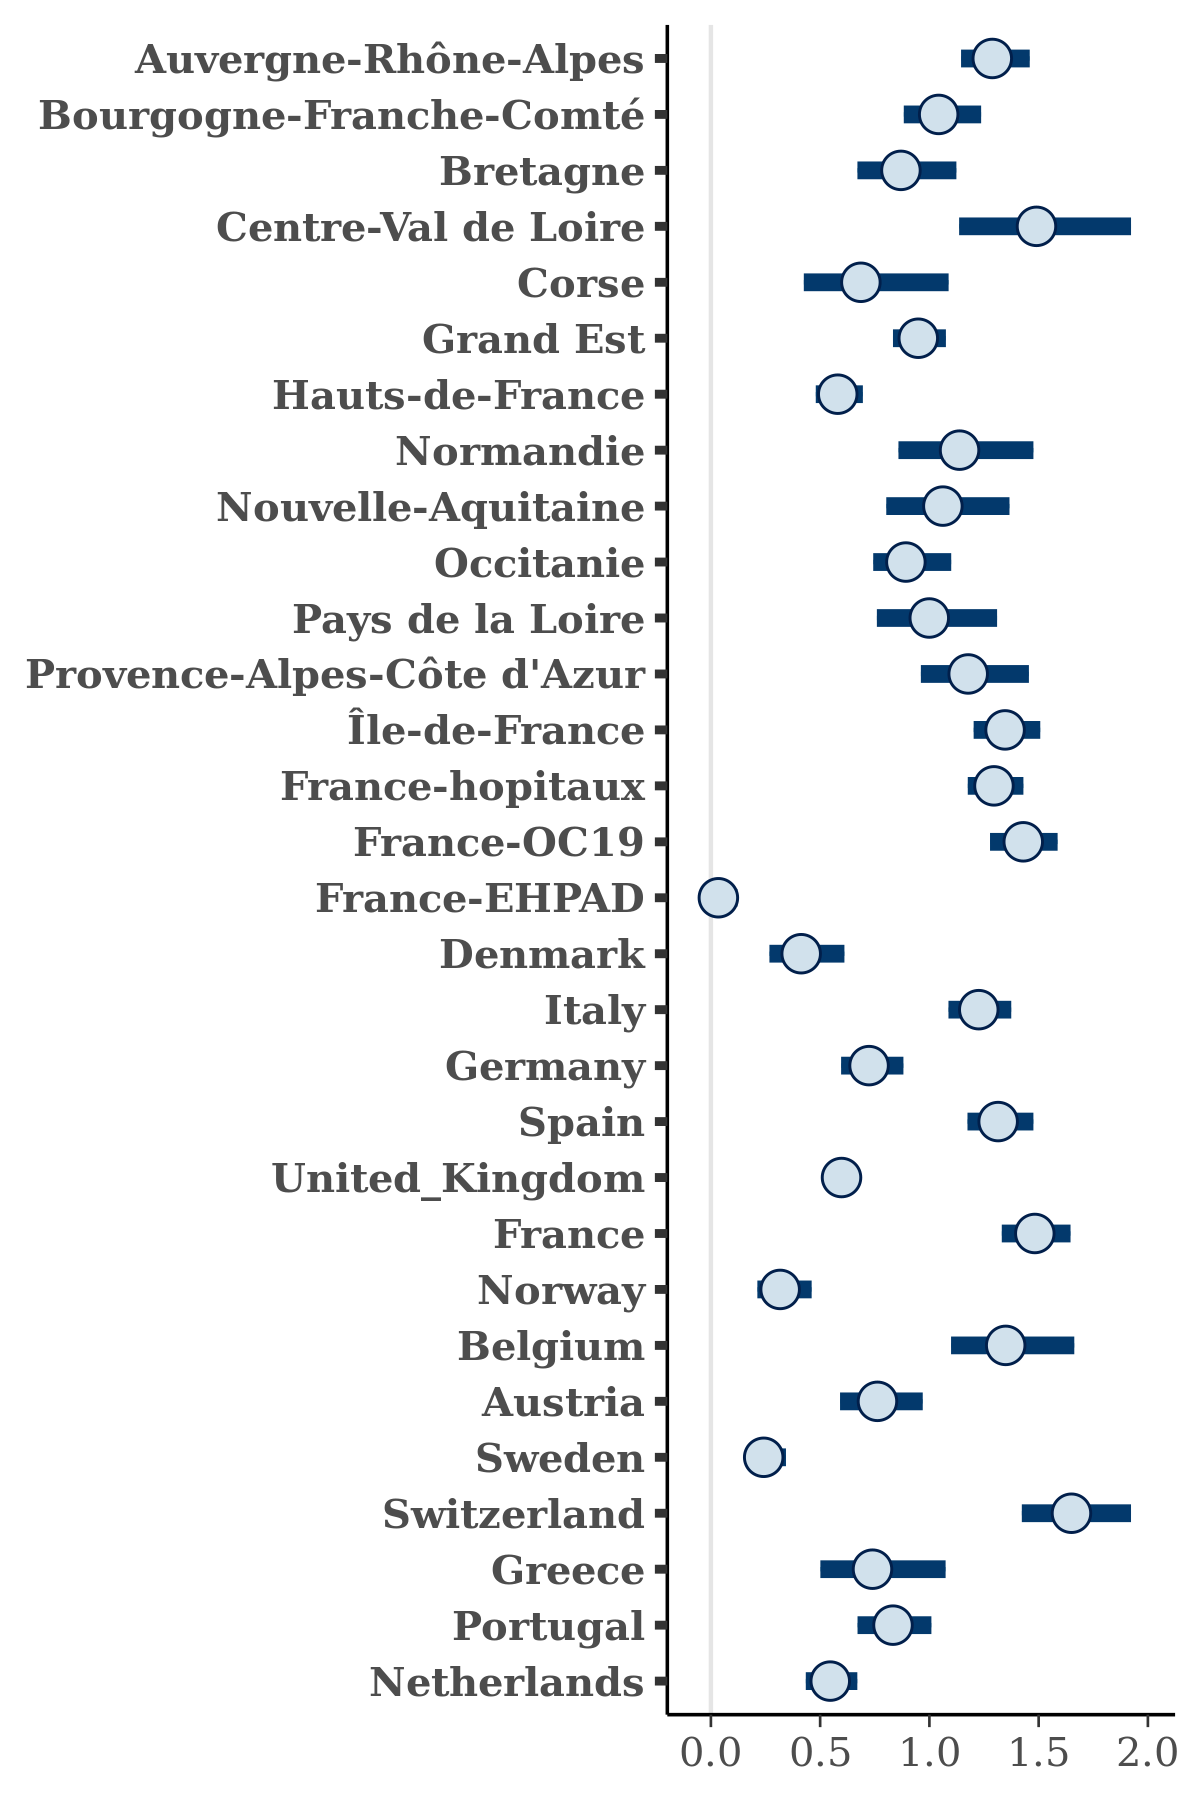 Auvergne-Rhône-Alpes
Bourgogne-Franche-Comté
Bretagne
Centre-Val de Loire
Corse
Grand Est
Hauts-de-France
Normandie
Nouvelle-Aquitaine
Occitanie
Pays de la Loire
Provence-Alpes-Côte d'Azur
Île-de-France
France-hopitaux
France-OC19
France-EHPAD
Denmark
Italy
Germany
Spain
United_Kingdom
France
Norway
Belgium
Austria
Sweden
Switzerland
Greece
Portugal
Netherlands
0.0 0.5 1.0 1.5 2.0